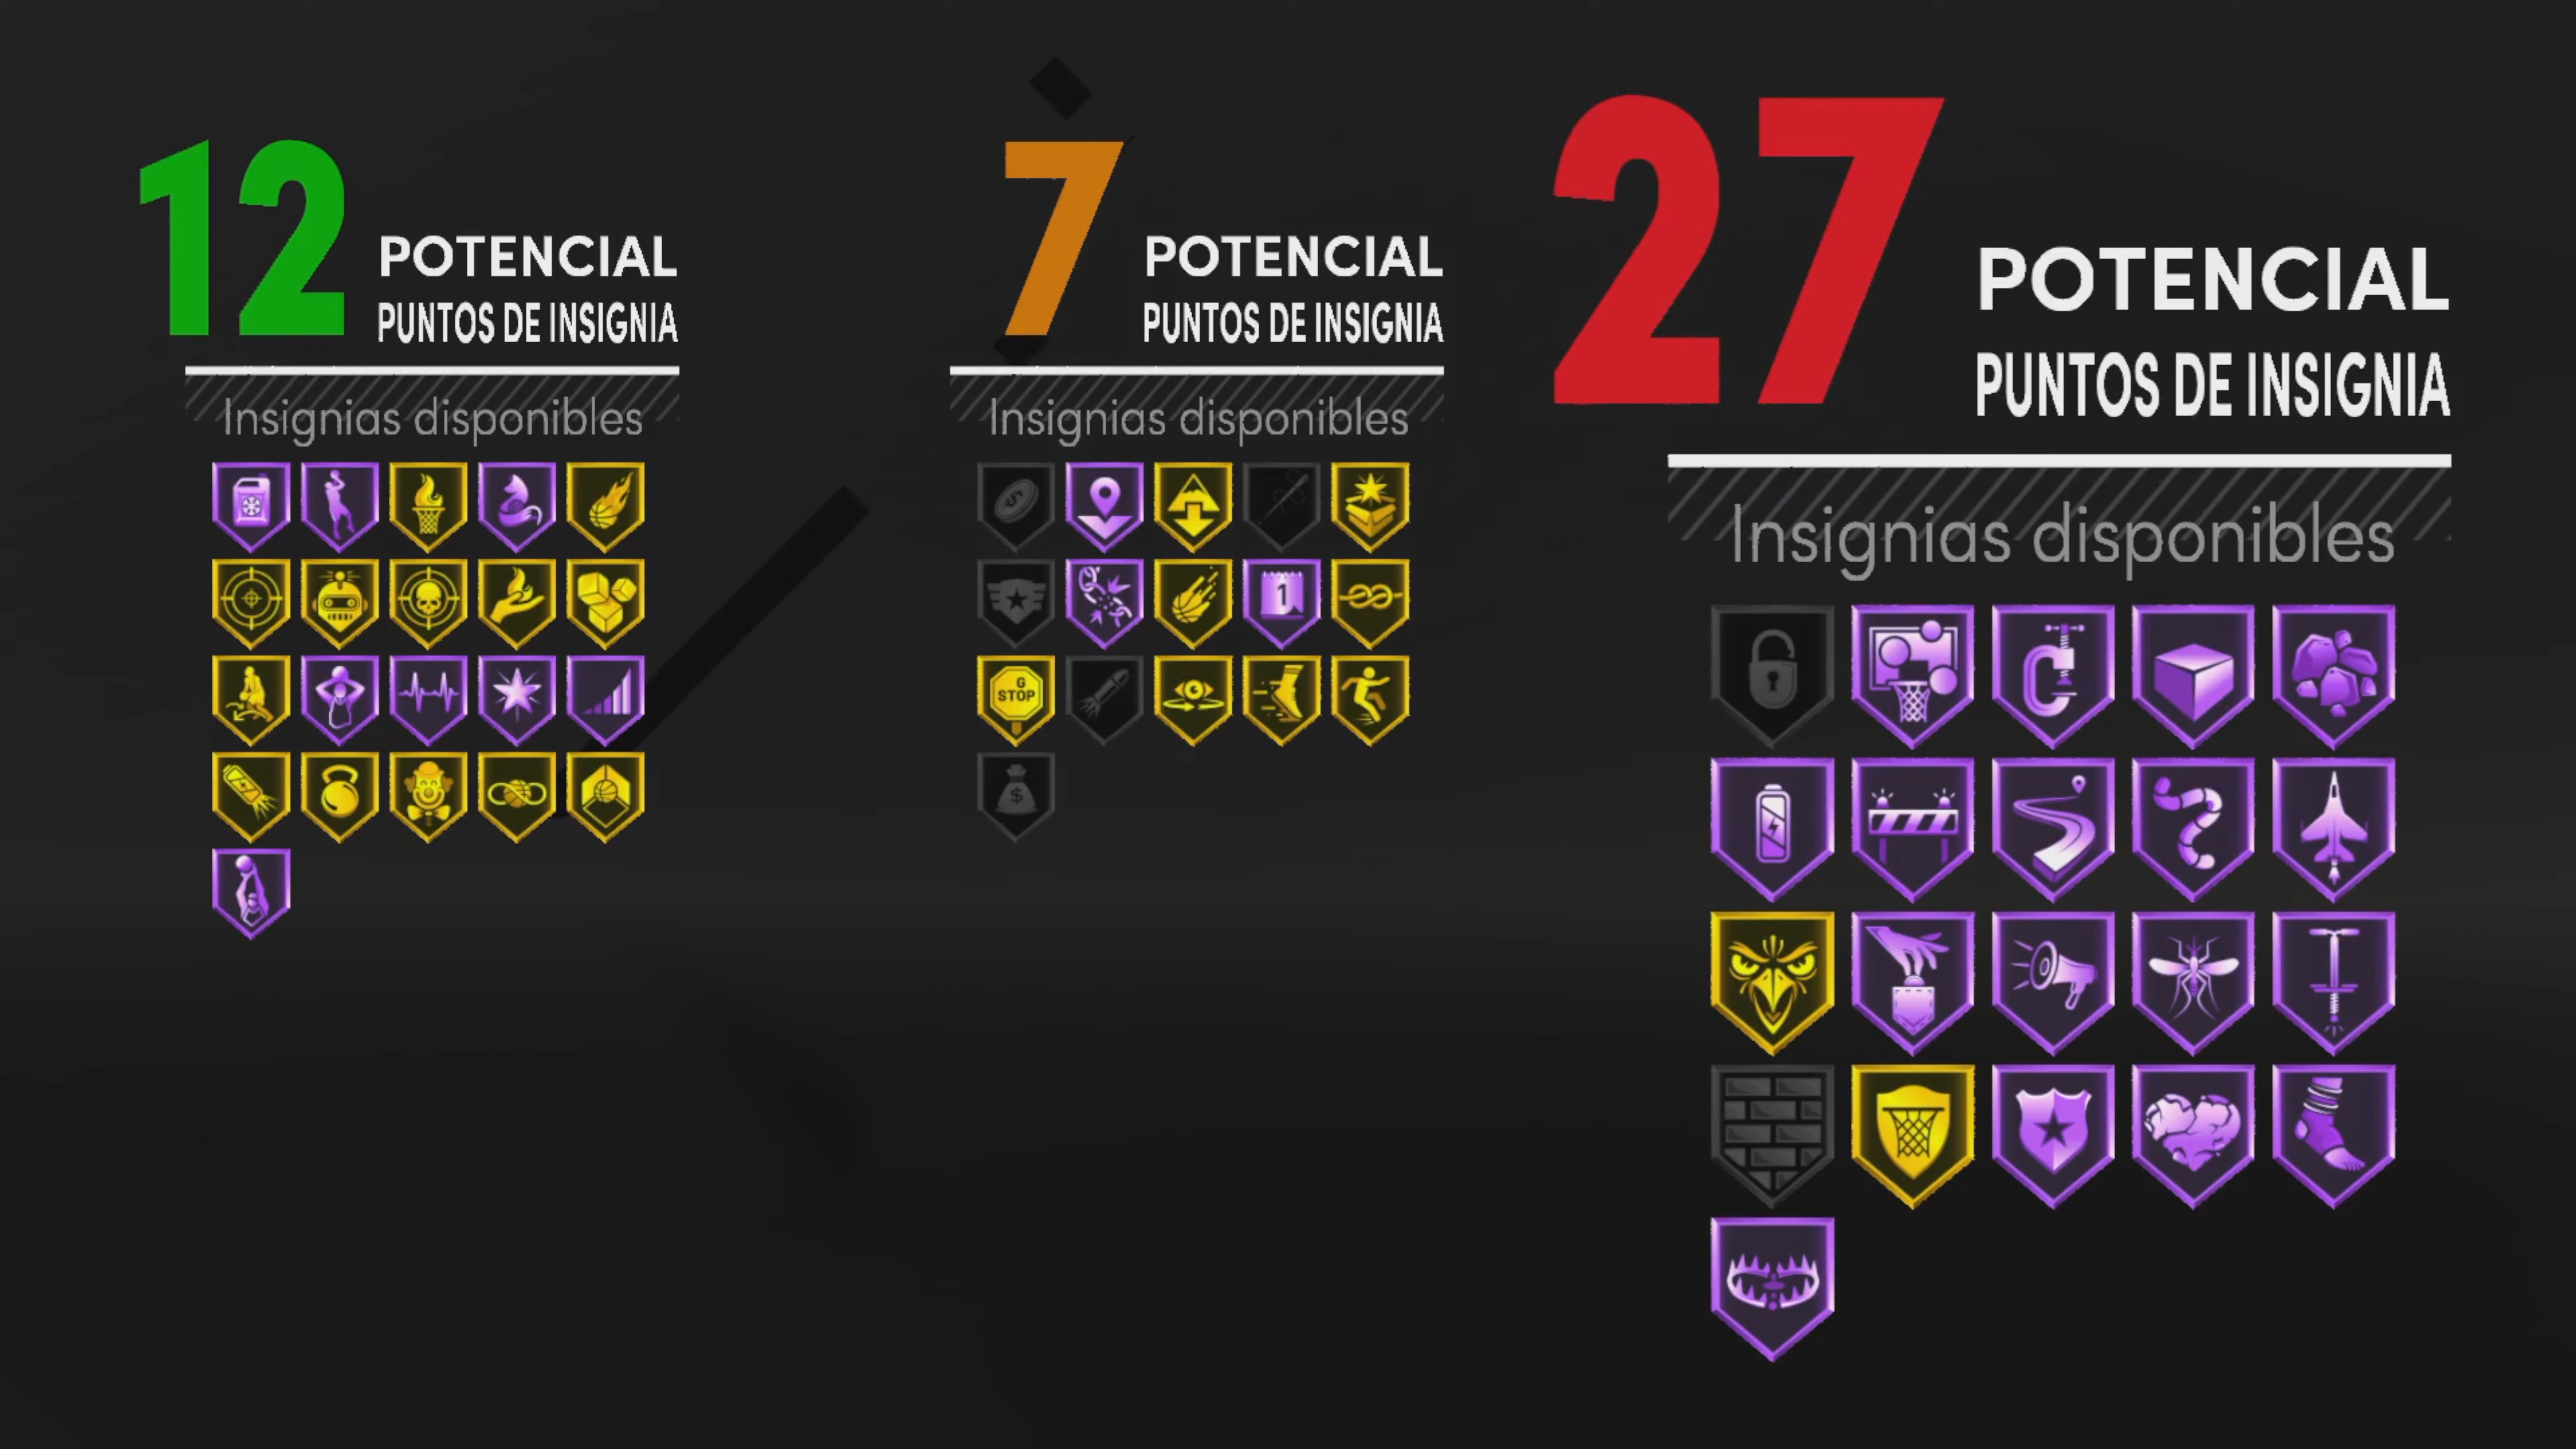 12
POTENCIAL
PUNTOS DE INSIGNIA
Insignias disponibles
7
POTENCIAL
PUNTOS DE INSIGNIA
Insignias disponibles
$
1
G
STOP
$
27
POTENCIAL
PUNTOS DE INSIGNIA
Insignias disponibles